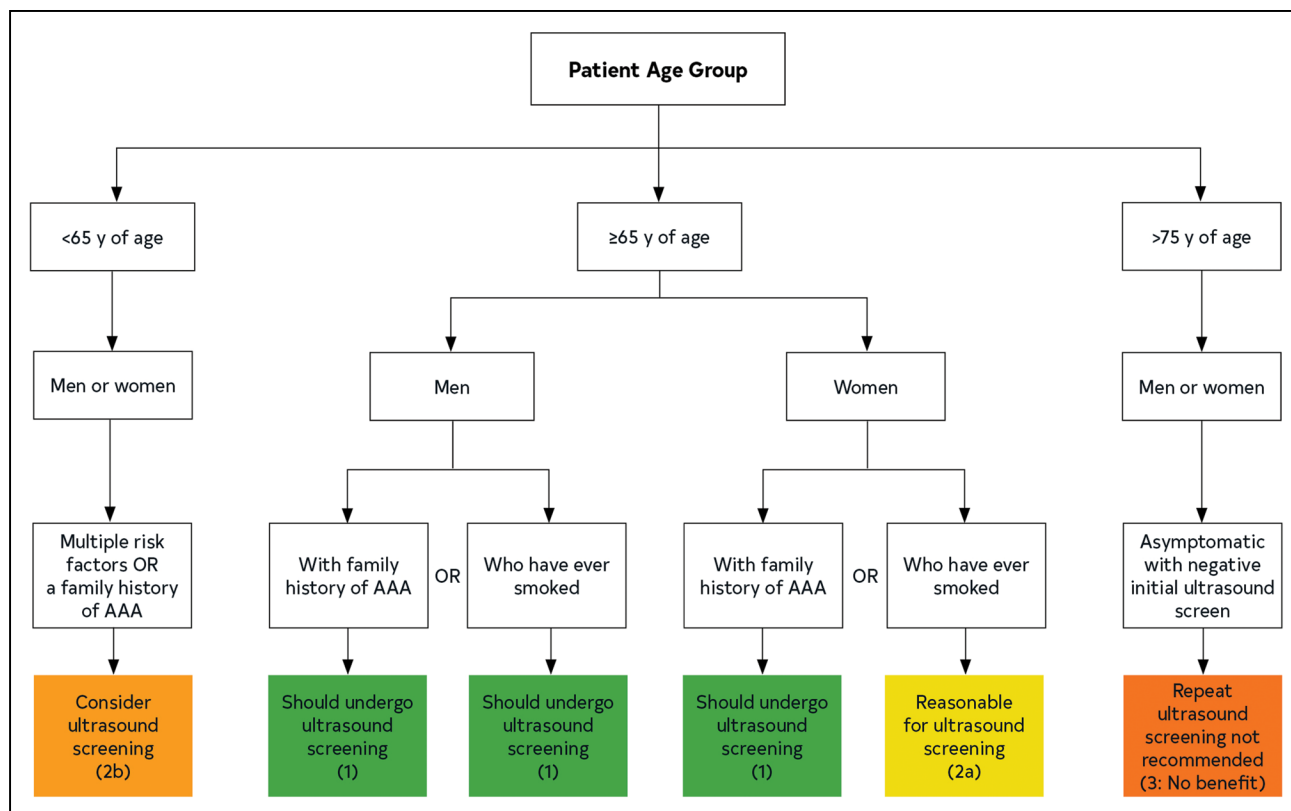 Patient Age Group
<65 y of age
≥65 y of age
>75 y of age
Men or women
Men
Women
Men or women
Multiple risk
factors OR
a family history
of AAA
With family
history of AAA
OR
Who have ever
smoked
With family
history of AAA
OR
Who have ever
smoked
Asymptomatic
with negative
initial ultrasound
screen
Consider
ultrasound
screening
(2b)
Should undergo
ultrasound
screening
(1)
Should undergo
ultrasound
screening
(1)
Should undergo
ultrasound
screening
(1)
Reasonable
for ultrasound
screening
(2a)
Repeat
ultrasound
screening not
recommended
(3: No benefit)